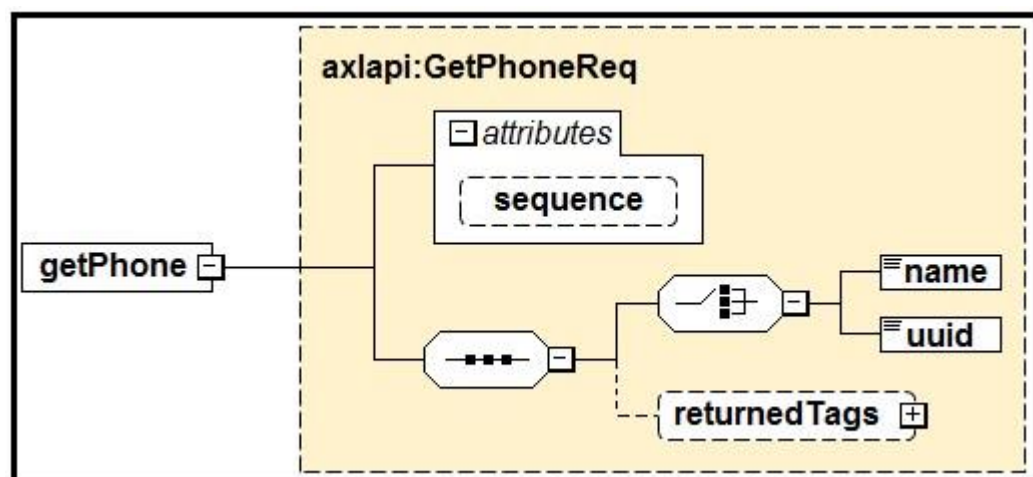 axlapi:GetPhoneReq
attributes
sequence
getPhone
name
uuid
returnedTags